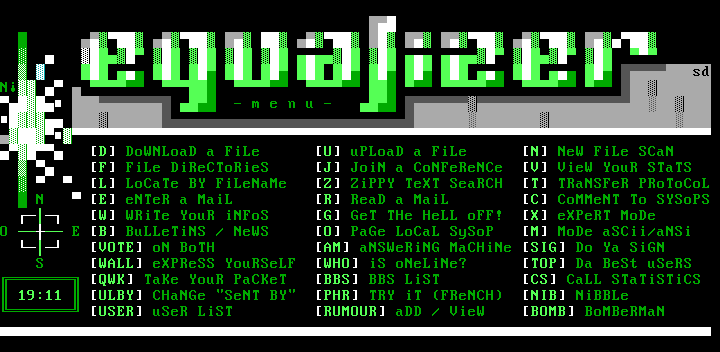 equalizer
sd
Ni
-menu-
[D] DoWNLoaD a FiLe [U] uPLoaD a FiLe [N] NeW FiLe SCaN
[F] FiLe DiReCToRieS [J] JoiN a CoNFeReNCe [V] VieW YouR STaTS
[L] LoCaTe BY FiLeNaMe [Z] ZiPPY TeXT SeaRCH [T] TRaNSFeR PRoToCoL
N [E] eNTeR a MaiL [R] ReaD a MaiL [C] CoMMeNT To SYSoPS
[W] WRiTe YouR iNFoS [G] GeT THe HeLL oFF! [X] eXPeRT MoDe
O E [B] BuLLeTiNS / NeWS [O] PaGe LoCaL SySoP [M] MoDe aSCii/aNSi
[VOTE] oN BoTH [AM] aNSWeRiNG MaCHiNe [SIG] Do Ya SiGN
S [WALL] eXPReSS YouRSeLF [WHO] iS oNeLiNe? [TOP] Da BeSt uSeRS
[QWK] TaKe YouR PaCKeT [BBS] BBS LiST [CS] CaLL STaTiSTiCS
19:11 [ULBY] CHaNGe "SeNT BY" [PHR] TRY iT (FReNCH) [NIB] NiBBLe
[USER] uSeR LiST [RUMOUR] aDD / VieW [BOMB] BoMBeRMaN